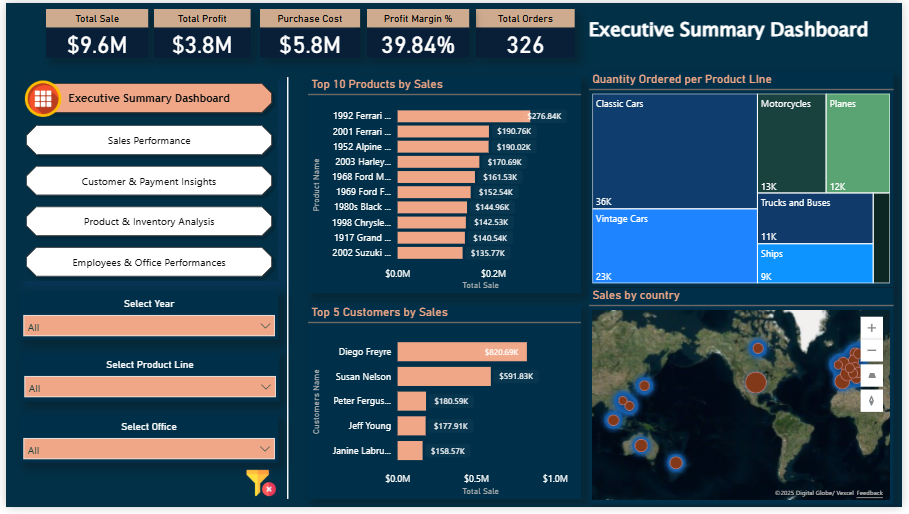 Total Sale
$9.6M
Total Profit
$3.8M
Purchase Cost
$5.8M
Profit Margin %
39.84%
Total Orders
326
Executive Summary Dashboard
Executive Summary Dashboard
Sales Performance
Customer & Payment Insights
Product & Inventory Analysis
Employees & Office Performances
Select Year
All
Select Product Line
All
Select Office
All
Top 10 Products by Sales
Product Name
1992 Ferrari ...
$276.84K
2001 Ferrari ...
$190.76K
1952 Alpine ...
$190.02K
2003 Harley...
$170.69K
1968 Ford M...
$161.53K
1969 Ford F...
$152.54K
1980s Black ...
$144.96K
1998 Chrysle...
$142.53K
1917 Grand ...
$140.54K
2002 Suzuki ...
$135.77K
$0.0M
$0.2M
Total Sale
Top 5 Customers by Sales
Customers Name
Diego Freyre
$820.69K
Susan Nelson
$591.83K
Peter Fergus...
$180.59K
Jeff Young
$177.91K
Janine Labru...
$158.57K
$0.0M
$0.5M
$1.0M
Total Sale
Quantity Ordered per Product LIne
Classic Cars
36K
Vintage Cars
23K
Motorcycles
13K
Planes
12K
Trucks and Buses
11K
Ships
9K
Sales by country
©2025 Digital Globe/ Vexcel Feedback